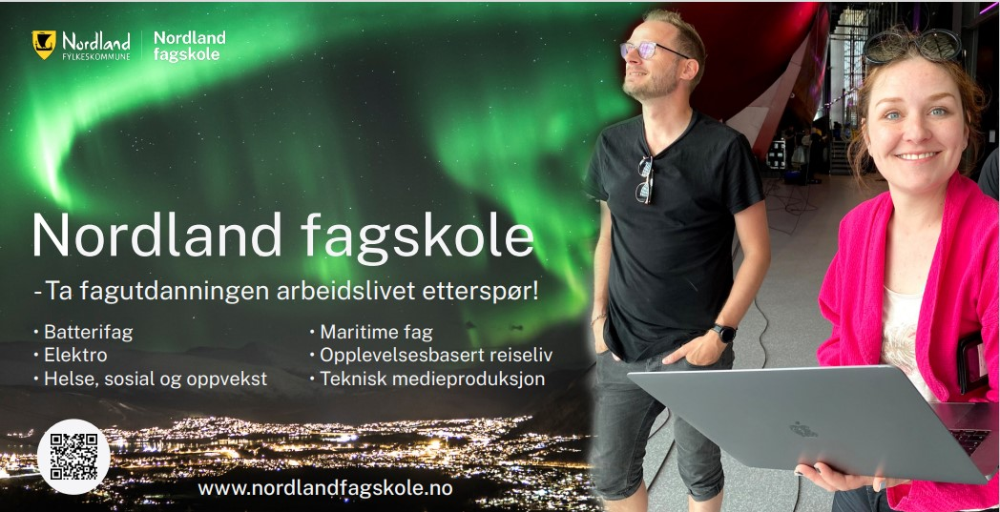 Nordland
FYLKESKOMMUNE
Nordland
fagskole
Nordland fagskole
- Ta fagutdanningen arbeidslivet etterspør!
• Batterifag
• Elektro
• Helse, sosial og oppvekst
• Maritime fag
• Opplevelsesbasert reiseliv
• Teknisk medieproduksjon
www.nordlandfagskole.no